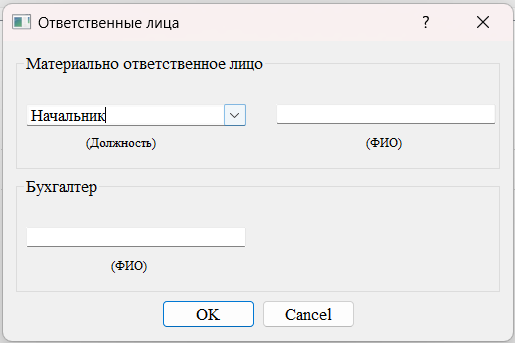 Ответственные лица
?
Материально ответственное лицо
Начальник
(Должность) (ФИО)
Бухгалтер
(ФИО)
OK Cancel